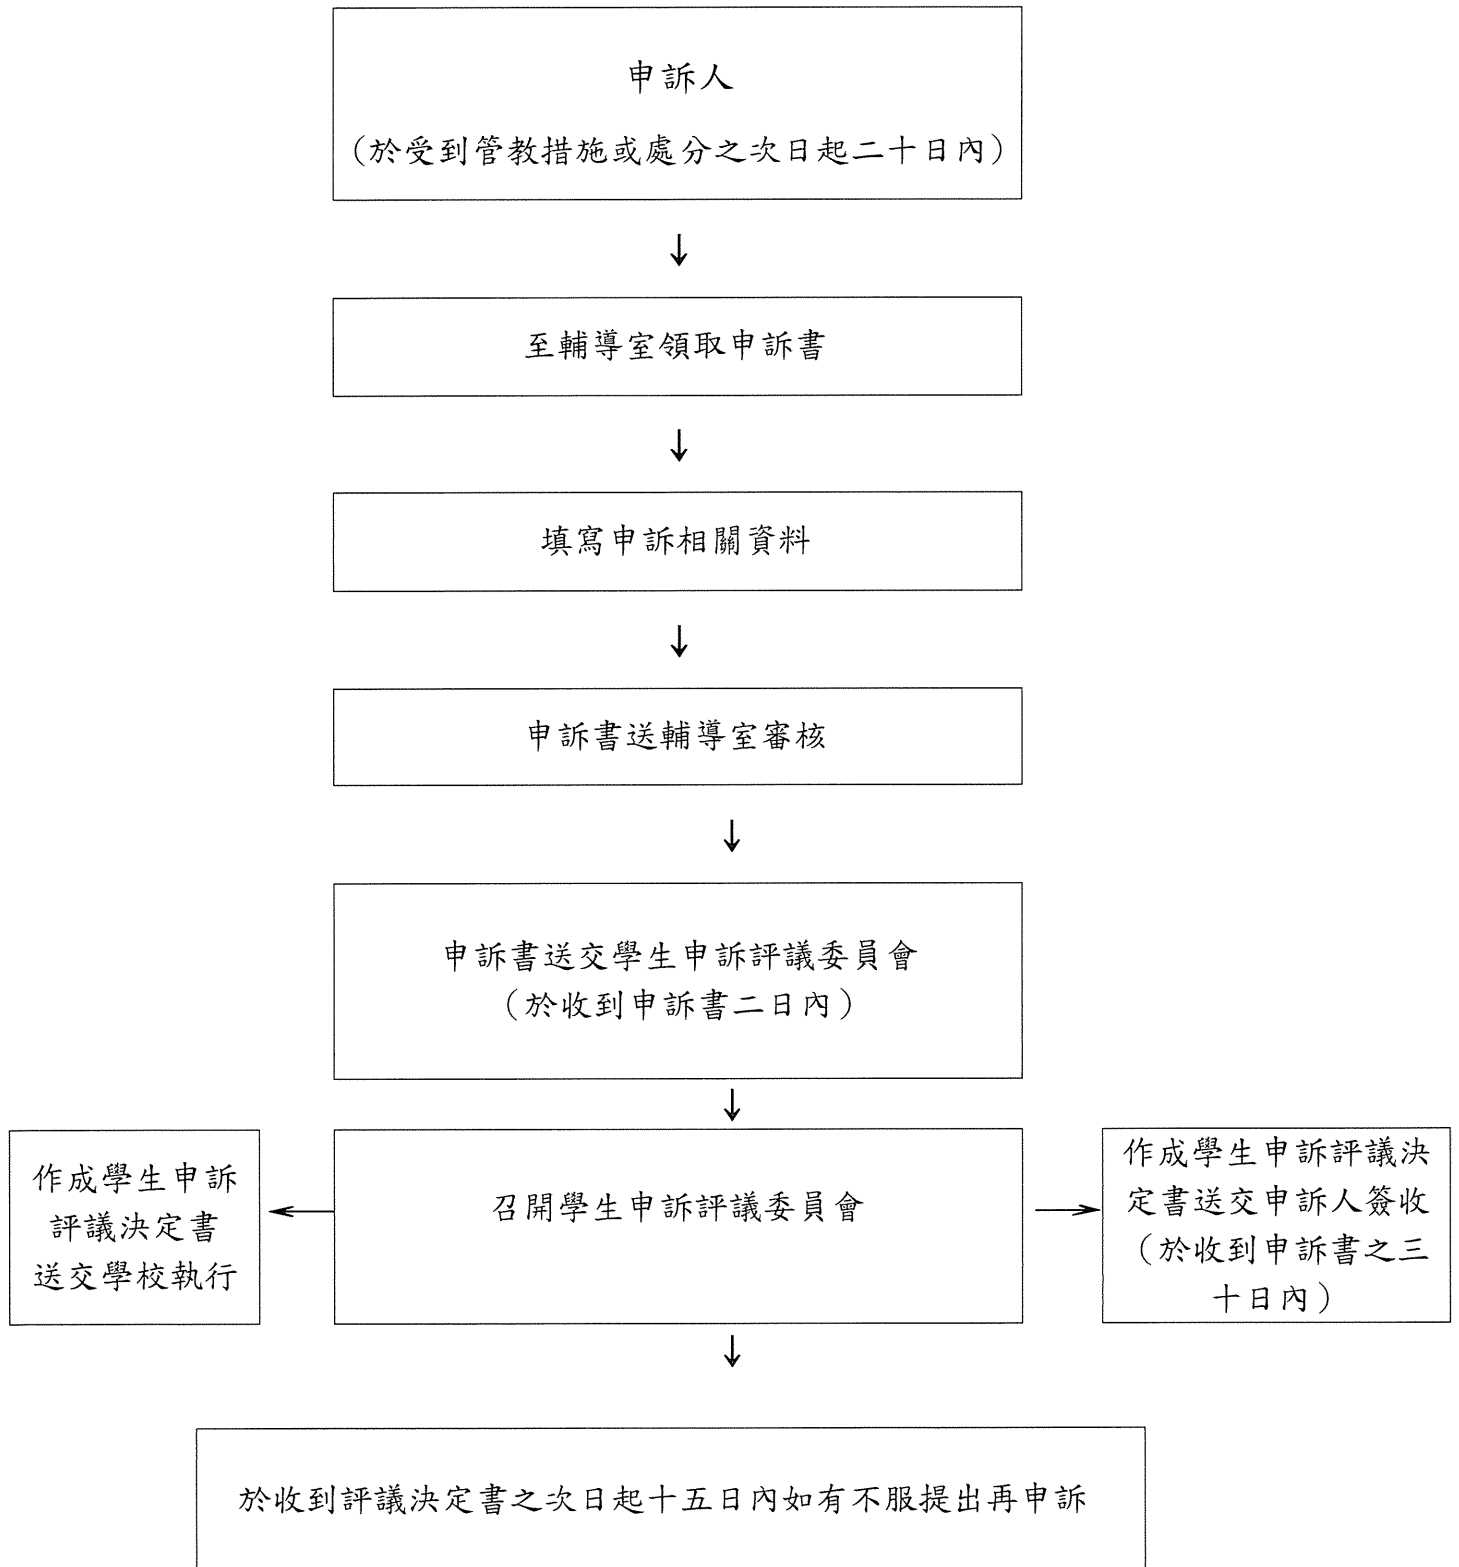 申訴人
(於受到管教措施或處分之次日起二十日內)
↓
至輔導室領取申訴書
↓
填寫申訴相關資料
↓
申訴書送輔導室審核
↓
申訴書送交學生申訴評議委員會
(於收到申訴書二日內)
↓
作成學生申訴
評議決定書
送交學校執行
召開學生申訴評議委員會
作成學生申訴評議決
定書送交申訴人簽收
(於收到申訴書之三
十日內)
↓
於收到評議決定書之次日起十五日內如有不服提出再申訴